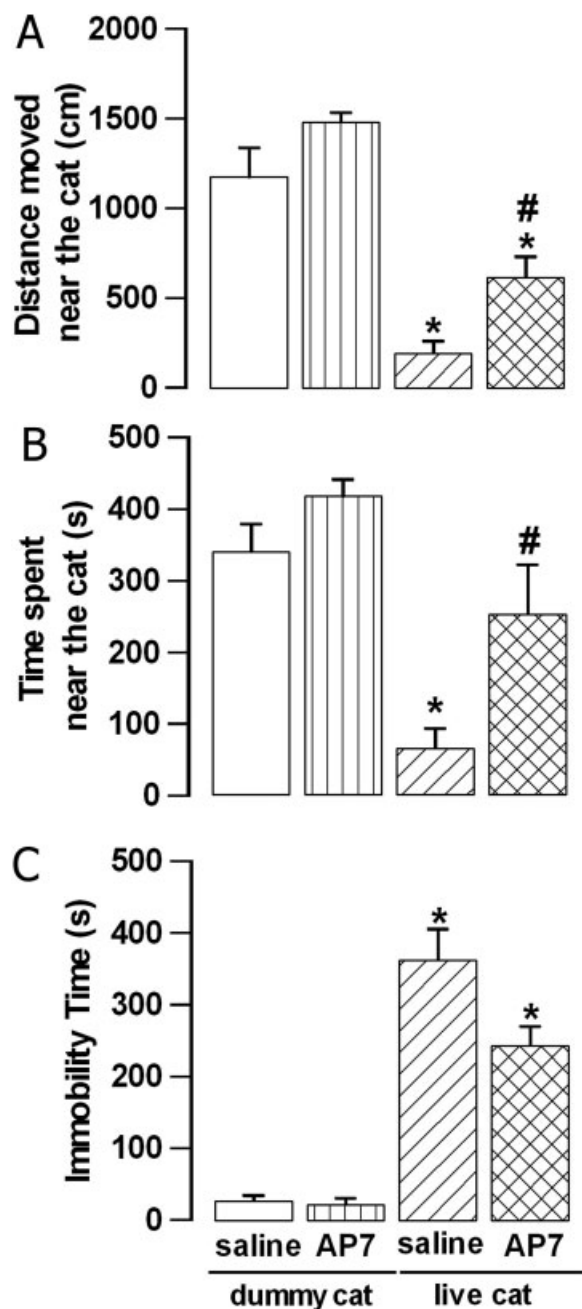 A
Distance moved
near the cat (cm)
2000
1500
1000
500
0
*
#
*
B
Time spent
near the cat (s)
500
400
300
200
100
0
*
#
C
Immobility Time (s)
500
400
300
200
100
0
*
*
saline AP7 saline AP7
dummy cat live cat